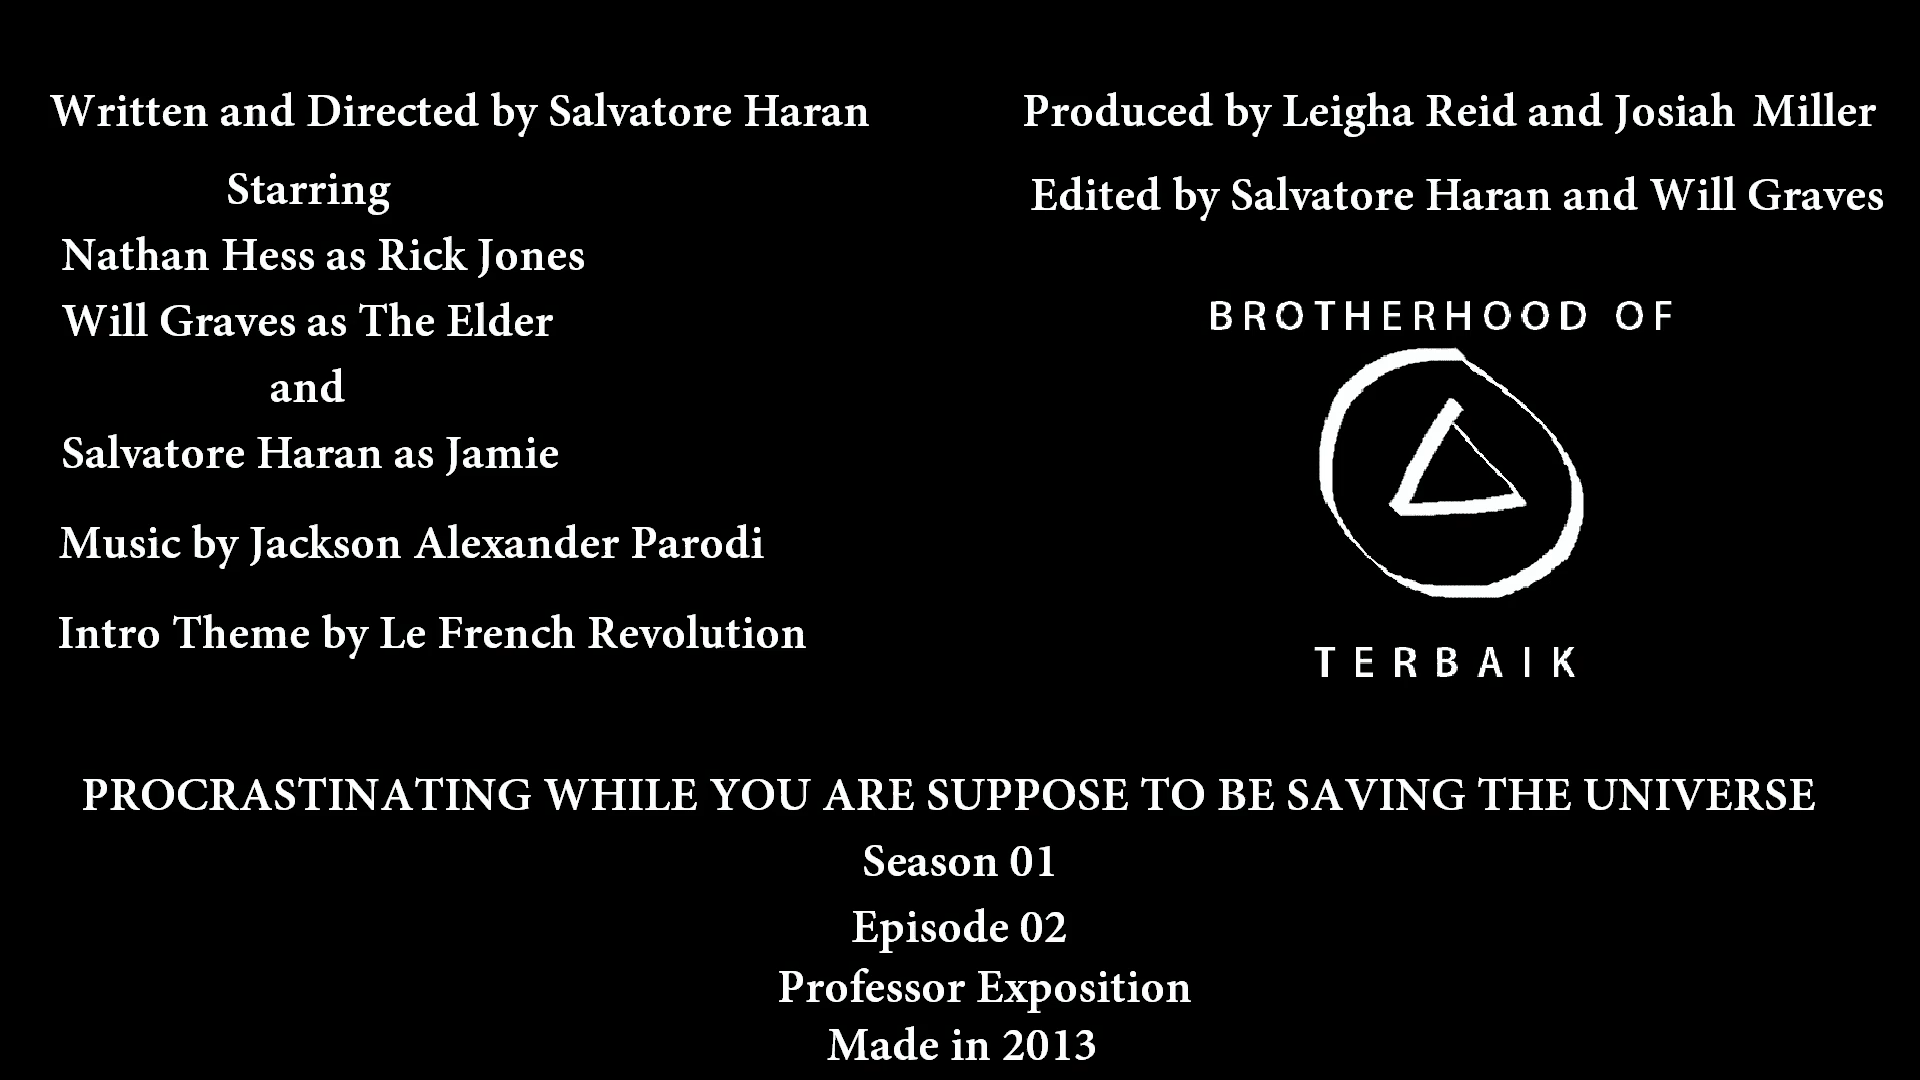 Written and Directed by Salvatore Haran
Starring
Nathan Hess as Rick Jones
Will Graves as The Elder
and
Salvatore Haran as Jamie
Music by Jackson Alexander Parodi
Intro Theme by Le French Revolution
Produced by Leigha Reid and Josiah Miller
Edited by Salvatore Haran and Will Graves
BROTHERHOOD OF
TERBAIK
PROCRASTINATING WHILE YOU ARE SUPPOSE TO BE SAVING THE UNIVERSE
Season 01
Episode 02
Professor Exposition
Made in 2013